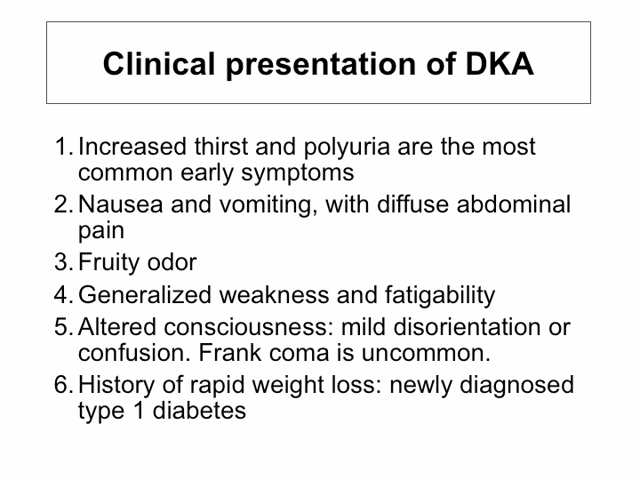 Clinical presentation of DKA
1. Increased thirst and polyuria are the most
common early symptoms
2. Nausea and vomiting, with diffuse abdominal
pain
3. Fruity odor
4. Generalized weakness and fatigability
5. Altered consciousness: mild disorientation or
confusion. Frank coma is uncommon.
6. History of rapid weight loss: newly diagnosed
type 1 diabetes